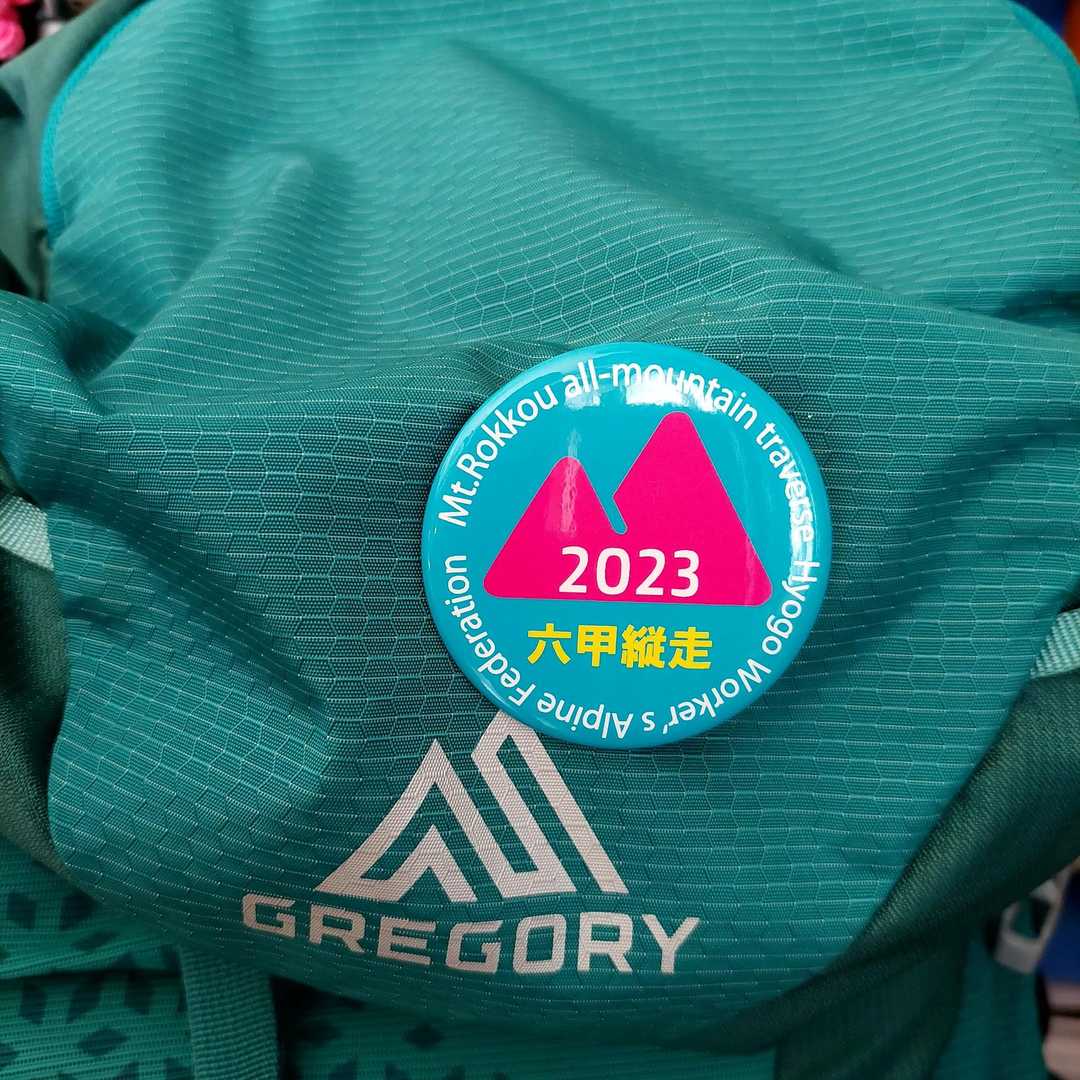 Mt.Rokkou all-mountain traverse Hyogo Worker's Alpine Federation
2023
六甲縦走
GREGORY